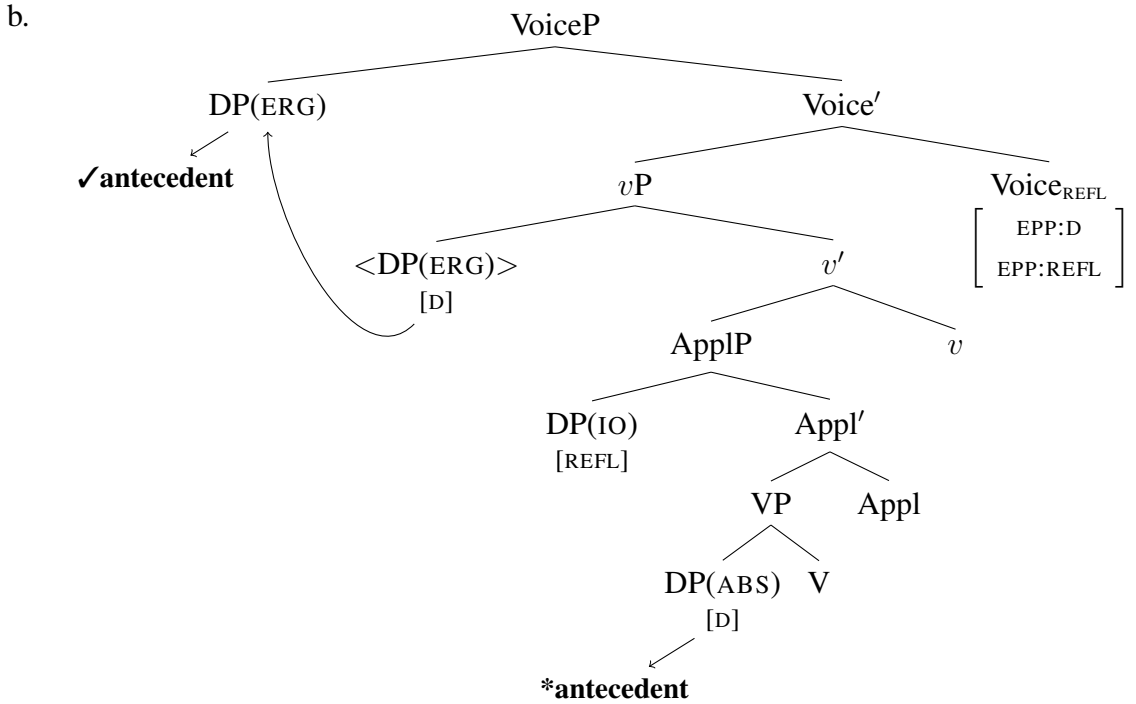 b.
VoiceP
DP(ERG)
Voice′
✓antecedent
vP
Voice_REFL
EPP:D
EPP:REFL
<DP(ERG)>
[D]
v′
ApplP
v
DP(IO)
[REFL]
Appl′
VP
Appl
DP(ABS)
[D]
V
*antecedent